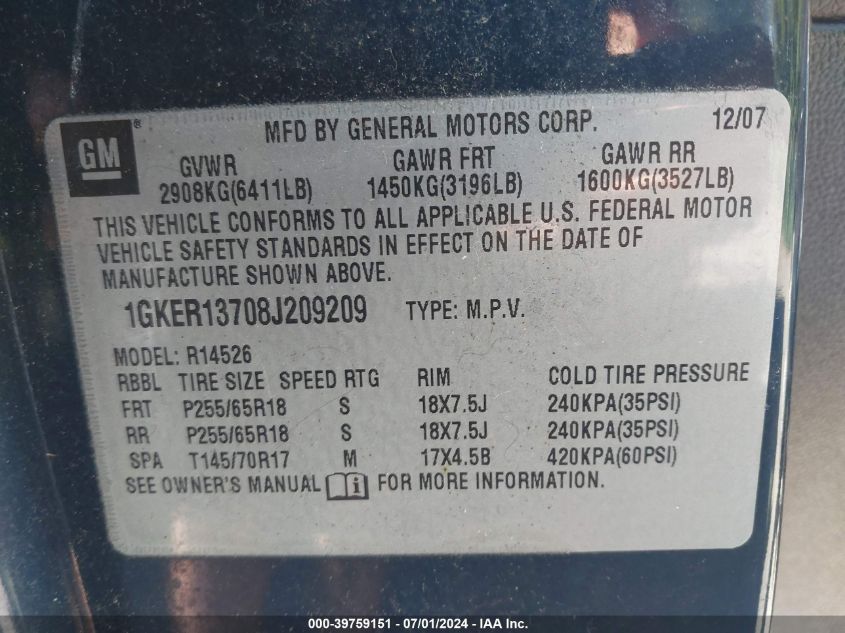 GM ® MFD BY GENERAL MOTORS CORP. 12/07
GVWR GAWR FRT GAWR RR
2908KG(6411LB) 1450KG(3196LB) 1600KG(3527LB)
THIS VEHICLE CONFORMS TO ALL APPLICABLE U.S. FEDERAL MOTOR
VEHICLE SAFETY STANDARDS IN EFFECT ON THE DATE OF
MANUFACTURE SHOWN ABOVE.
1GKER13708J209209 TYPE: M.P.V.
MODEL: R14526
RBBL TIRE SIZE SPEED RTG RIM COLD TIRE PRESSURE
FRT P255/65R18 S 18X7.5J 240KPA(35PSI)
RR P255/65R18 S 18X7.5J 240KPA(35PSI)
SPA T145/70R17 M 17X4.5B 420KPA(60PSI)
SEE OWNER'S MANUAL i FOR MORE INFORMATION.
000-39759151 - 07/01/2024 - IAA Inc.